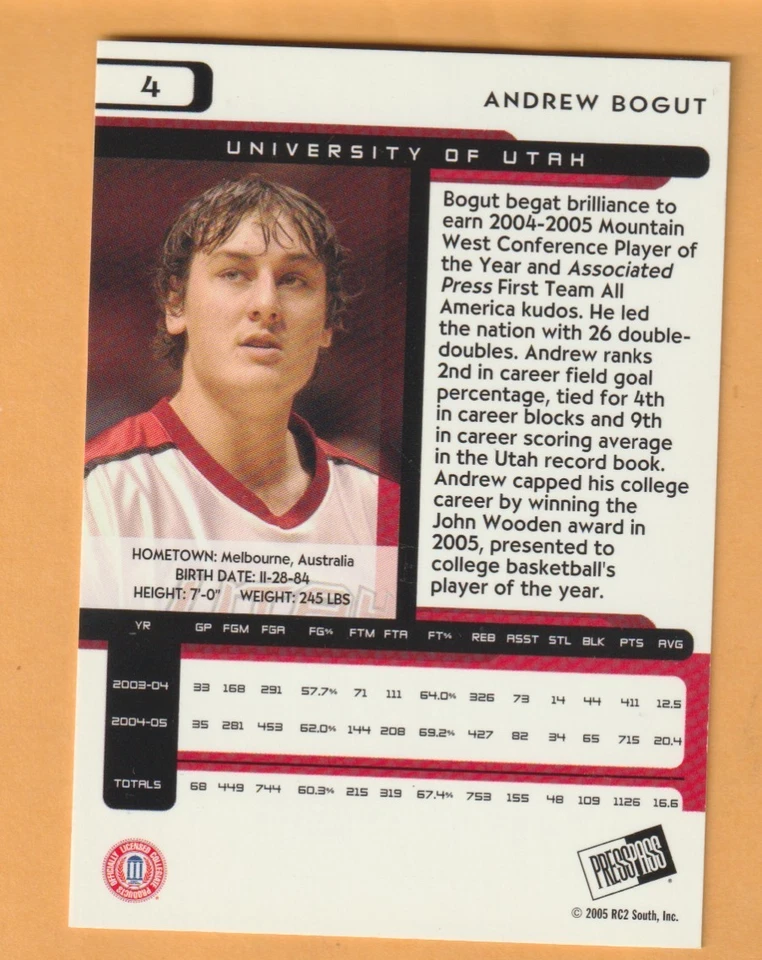 4
ANDREW BOGUT
UNIVERSITY OF UTAH
Bogut begat brilliance to
earn 2004-2005 Mountain
West Conference Player of
the Year and Associated
Press First Team All
America kudos. He led
the nation with 26 double-
doubles. Andrew ranks
2nd in career field goal
percentage, tied for 4th
in career blocks and 9th
in career scoring average
in the Utah record book.
Andrew capped his college
career by winning the
John Wooden award in
2005, presented to
college basketball's
player of the year.
HOMETOWN: Melbourne, Australia
BIRTH DATE: 11-28-84
HEIGHT: 7'-0" WEIGHT: 245 LBS
YR GP FGM FGA FG% FTM FTA FT% REB ASST STL BLK PTS AVG
2003-04 33 168 291 57.7% 71 111 64.0% 326 73 14 44 411 12.5
2004-05 35 281 453 62.0% 144 208 69.2% 427 82 34 65 715 20.4
TOTALS 68 449 744 60.3% 215 319 67.4% 753 155 48 109 1126 16.6
OFFICIALLY LICENSED COLLEGIATE PRODUCTS
PRESS PASS
© 2005 RC2 South, Inc.